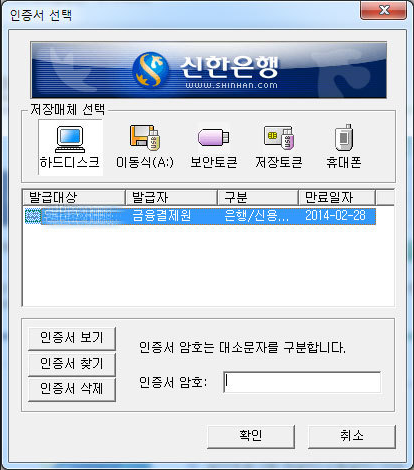 인증서 선택
신한은행
WWW.SHINHAN.COM
저장매체 선택
하드디스크 이동식(A:) 보안토큰 저장토큰 휴대폰
발급대상 발급자 구분 만료일자
금융결제원 은행/신용... 2014-02-28
인증서 보기
인증서 찾기
인증서 삭제
인증서 암호는 대소문자를 구분합니다.
인증서 암호:
확인 취소